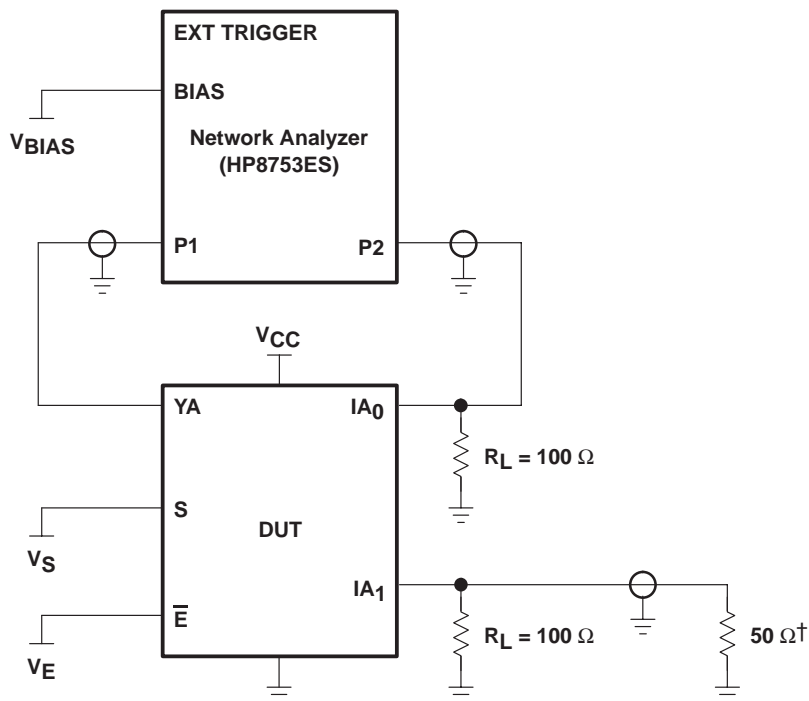 EXT TRIGGER
BIAS
VBIAS
Network Analyzer
(HP8753ES)
P1
P2
VCC
YA
IA0
RL = 100 Ω
S
DUT
VS
IA1
E̅
RL = 100 Ω
50 Ω†
VE